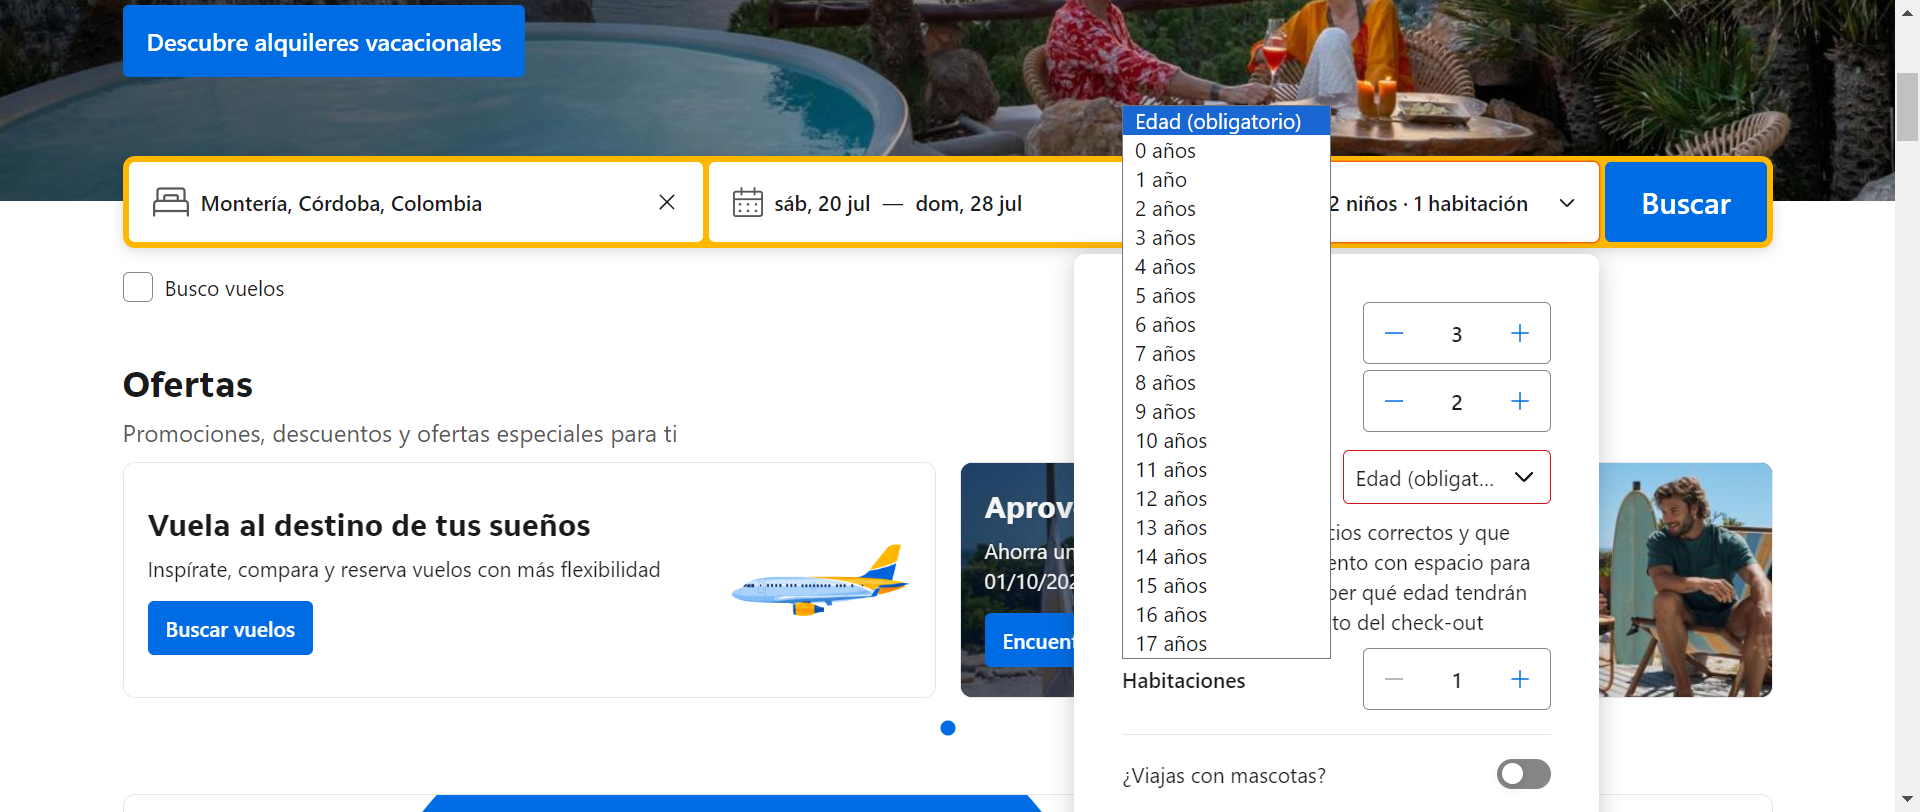 Descubre alquileres vacacionales
Montería, Córdoba, Colombia
sáb, 20 jul — dom, 28 jul
2 niños · 1 habitación
Buscar
Edad (obligatorio)
0 años
1 año
2 años
3 años
4 años
5 años
6 años
7 años
8 años
9 años
10 años
11 años
12 años
13 años
14 años
15 años
16 años
17 años
Busco vuelos
3
2
Edad (obligat...
cios correctos y que
ento con espacio para
qué edad tendrán
to del check-out
Habitaciones
1
¿Viajas con mascotas?
Ofertas
Promociones, descuentos y ofertas especiales para ti
Vuela al destino de tus sueños
Inspírate, compara y reserva vuelos con más flexibilidad
Buscar vuelos
Aprov
Ahorra un
01/10/202
Encuent